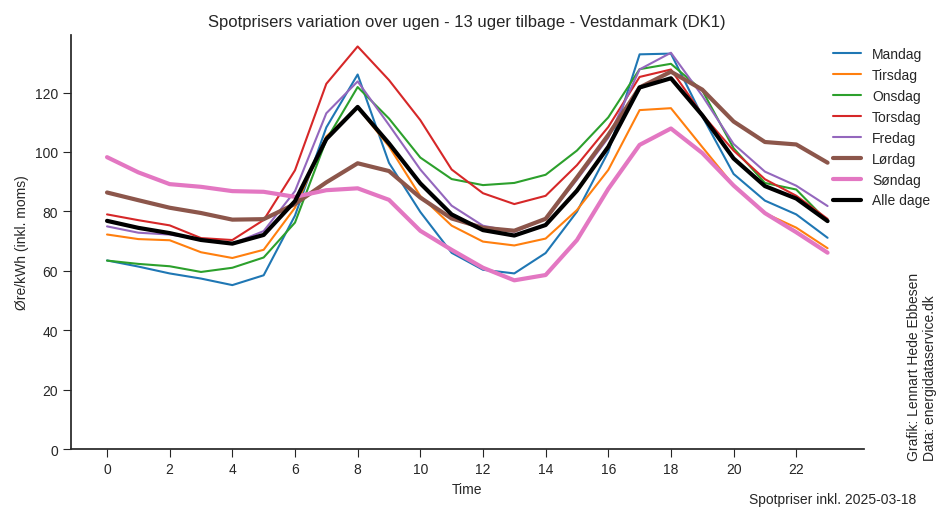 Spotprisers variation over ugen - 13 uger tilbage - Vestdanmark (DK1)
Øre/kWh (inkl. moms)
120
100
80
60
40
20
0
0 2 4 6 8 10 12 14 16 18 20 22
Time
Mandag
Tirsdag
Onsdag
Torsdag
Fredag
Lørdag
Søndag
Alle dage
Grafik: Lennart Hede Ebbesen
Data: energidataservice.dk
Spotpriser inkl. 2025-03-18